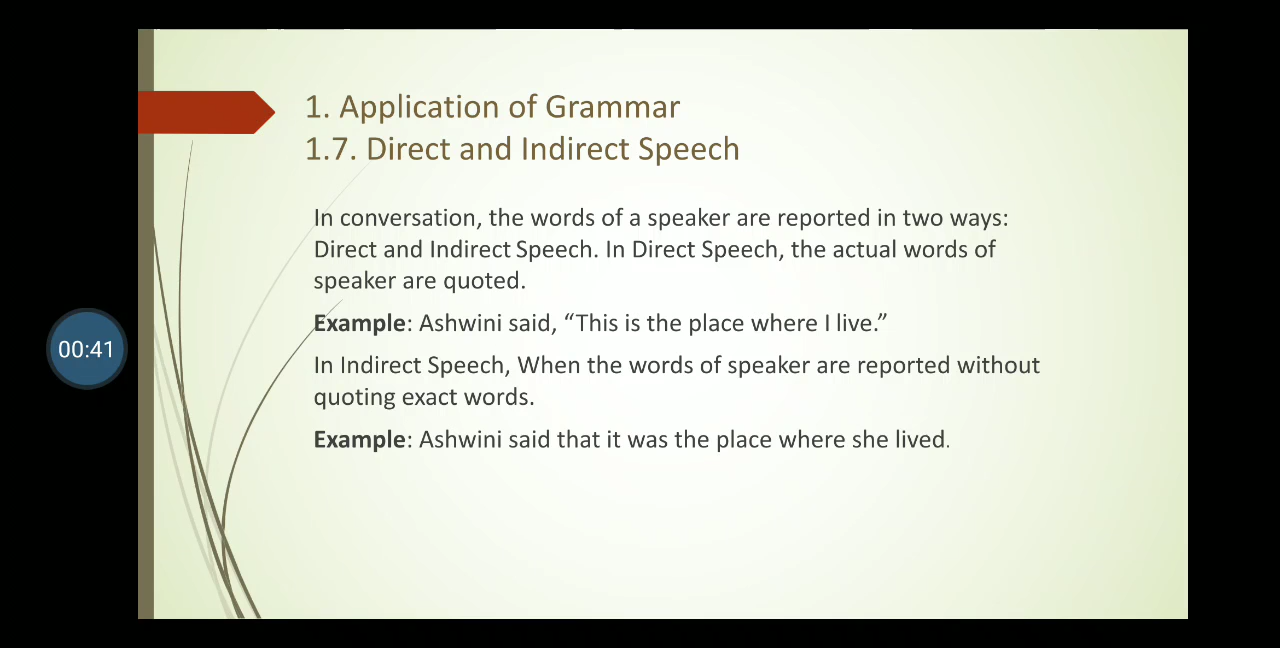 1. Application of Grammar
1.7. Direct and Indirect Speech
In conversation, the words of a speaker are reported in two ways:
Direct and Indirect Speech. In Direct Speech, the actual words of
speaker are quoted.
Example: Ashwini said, “This is the place where I live.”
00:41
In Indirect Speech, When the words of speaker are reported without
quoting exact words.
Example: Ashwini said that it was the place where she lived.